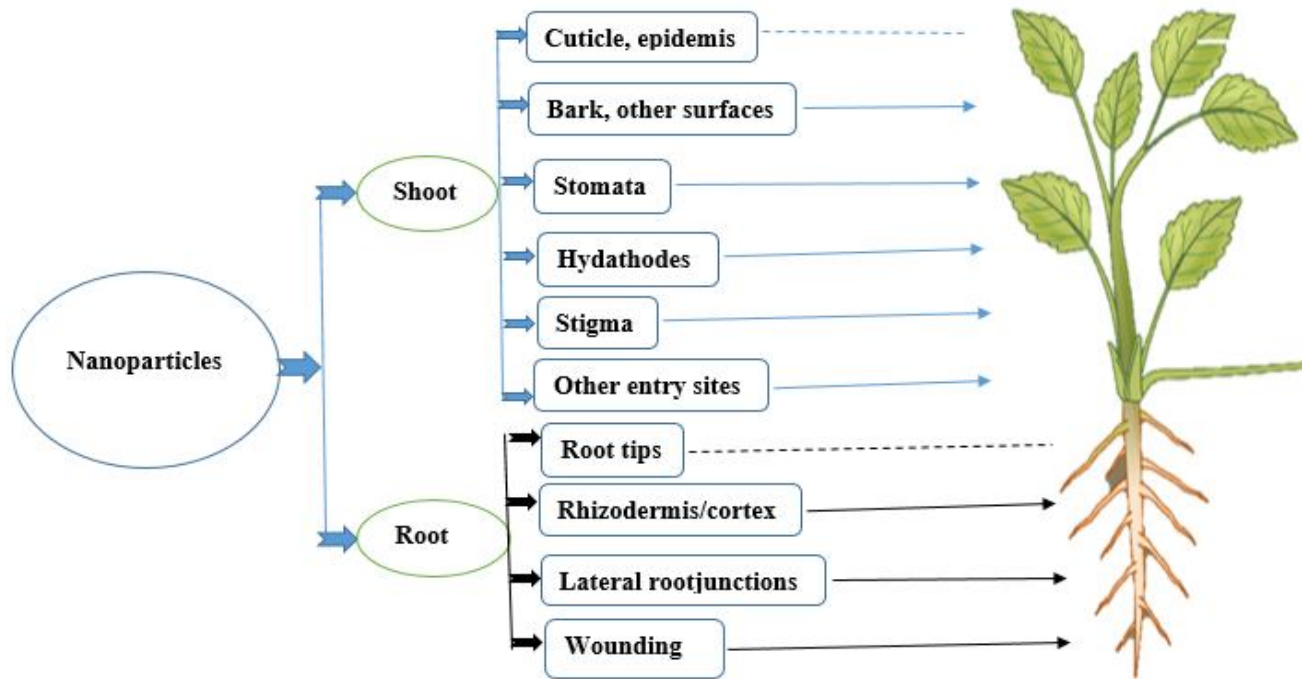 Nanoparticles
Shoot
Cuticle, epidemis
Bark, other surfaces
Stomata
Hydathodes
Stigma
Other entry sites
Root
Root tips
Rhizodermis/cortex
Lateral rootjunctions
Wounding